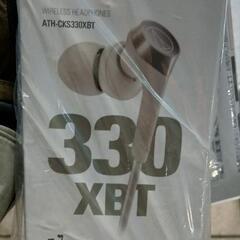 WIRELESS HEADPHONES
ATH-CKS330XBT
330
XBT